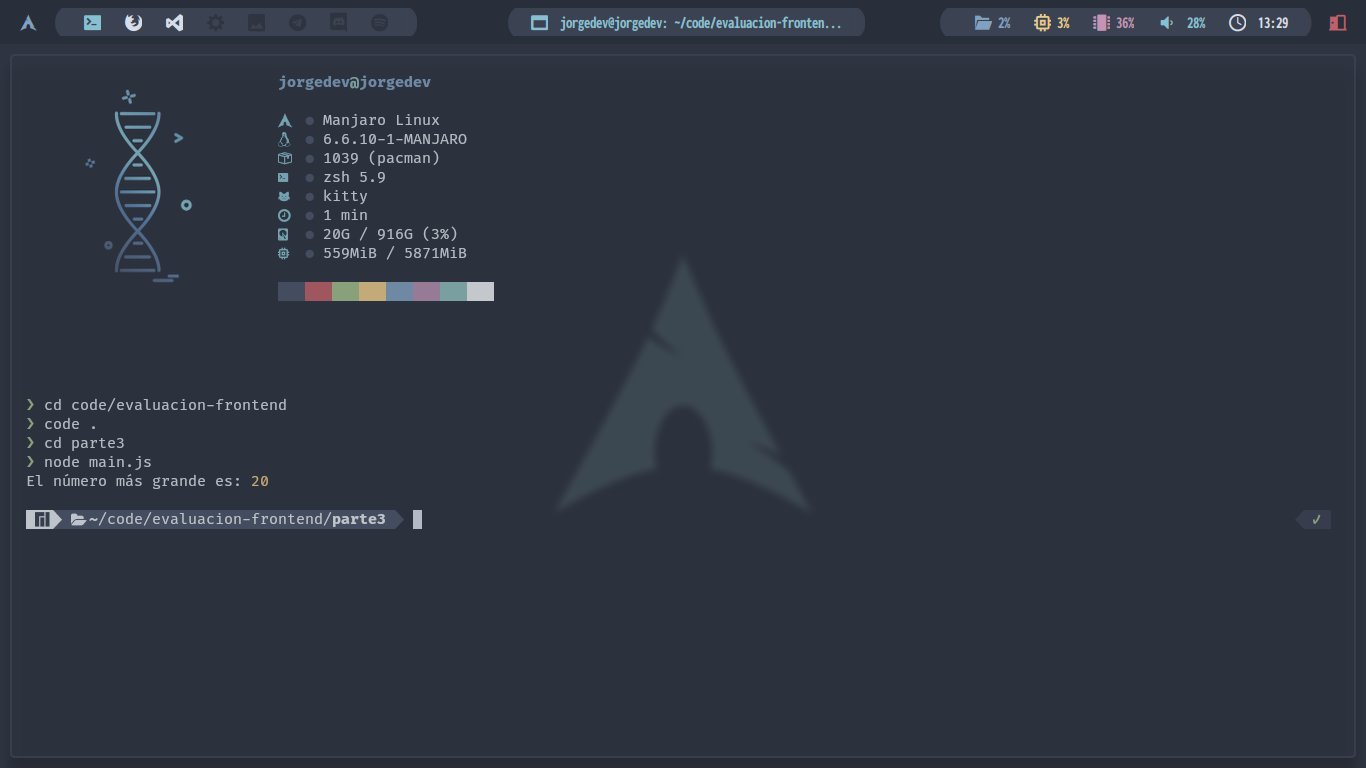 jorgedev@jorgedev: ~/code/evaluacion-fronten...
2% 3% 36% 28% 13:29
jorgedev@jorgedev
Manjaro Linux
6.6.10-1-MANJARO
1039 (pacman)
zsh 5.9
kitty
1 min
20G / 916G (3%)
559MiB / 5871MiB
❯ cd code/evaluacion-frontend
❯ code .
❯ cd parte3
❯ node main.js
El número más grande es: 20
~/code/evaluacion-frontend/parte3 ✓